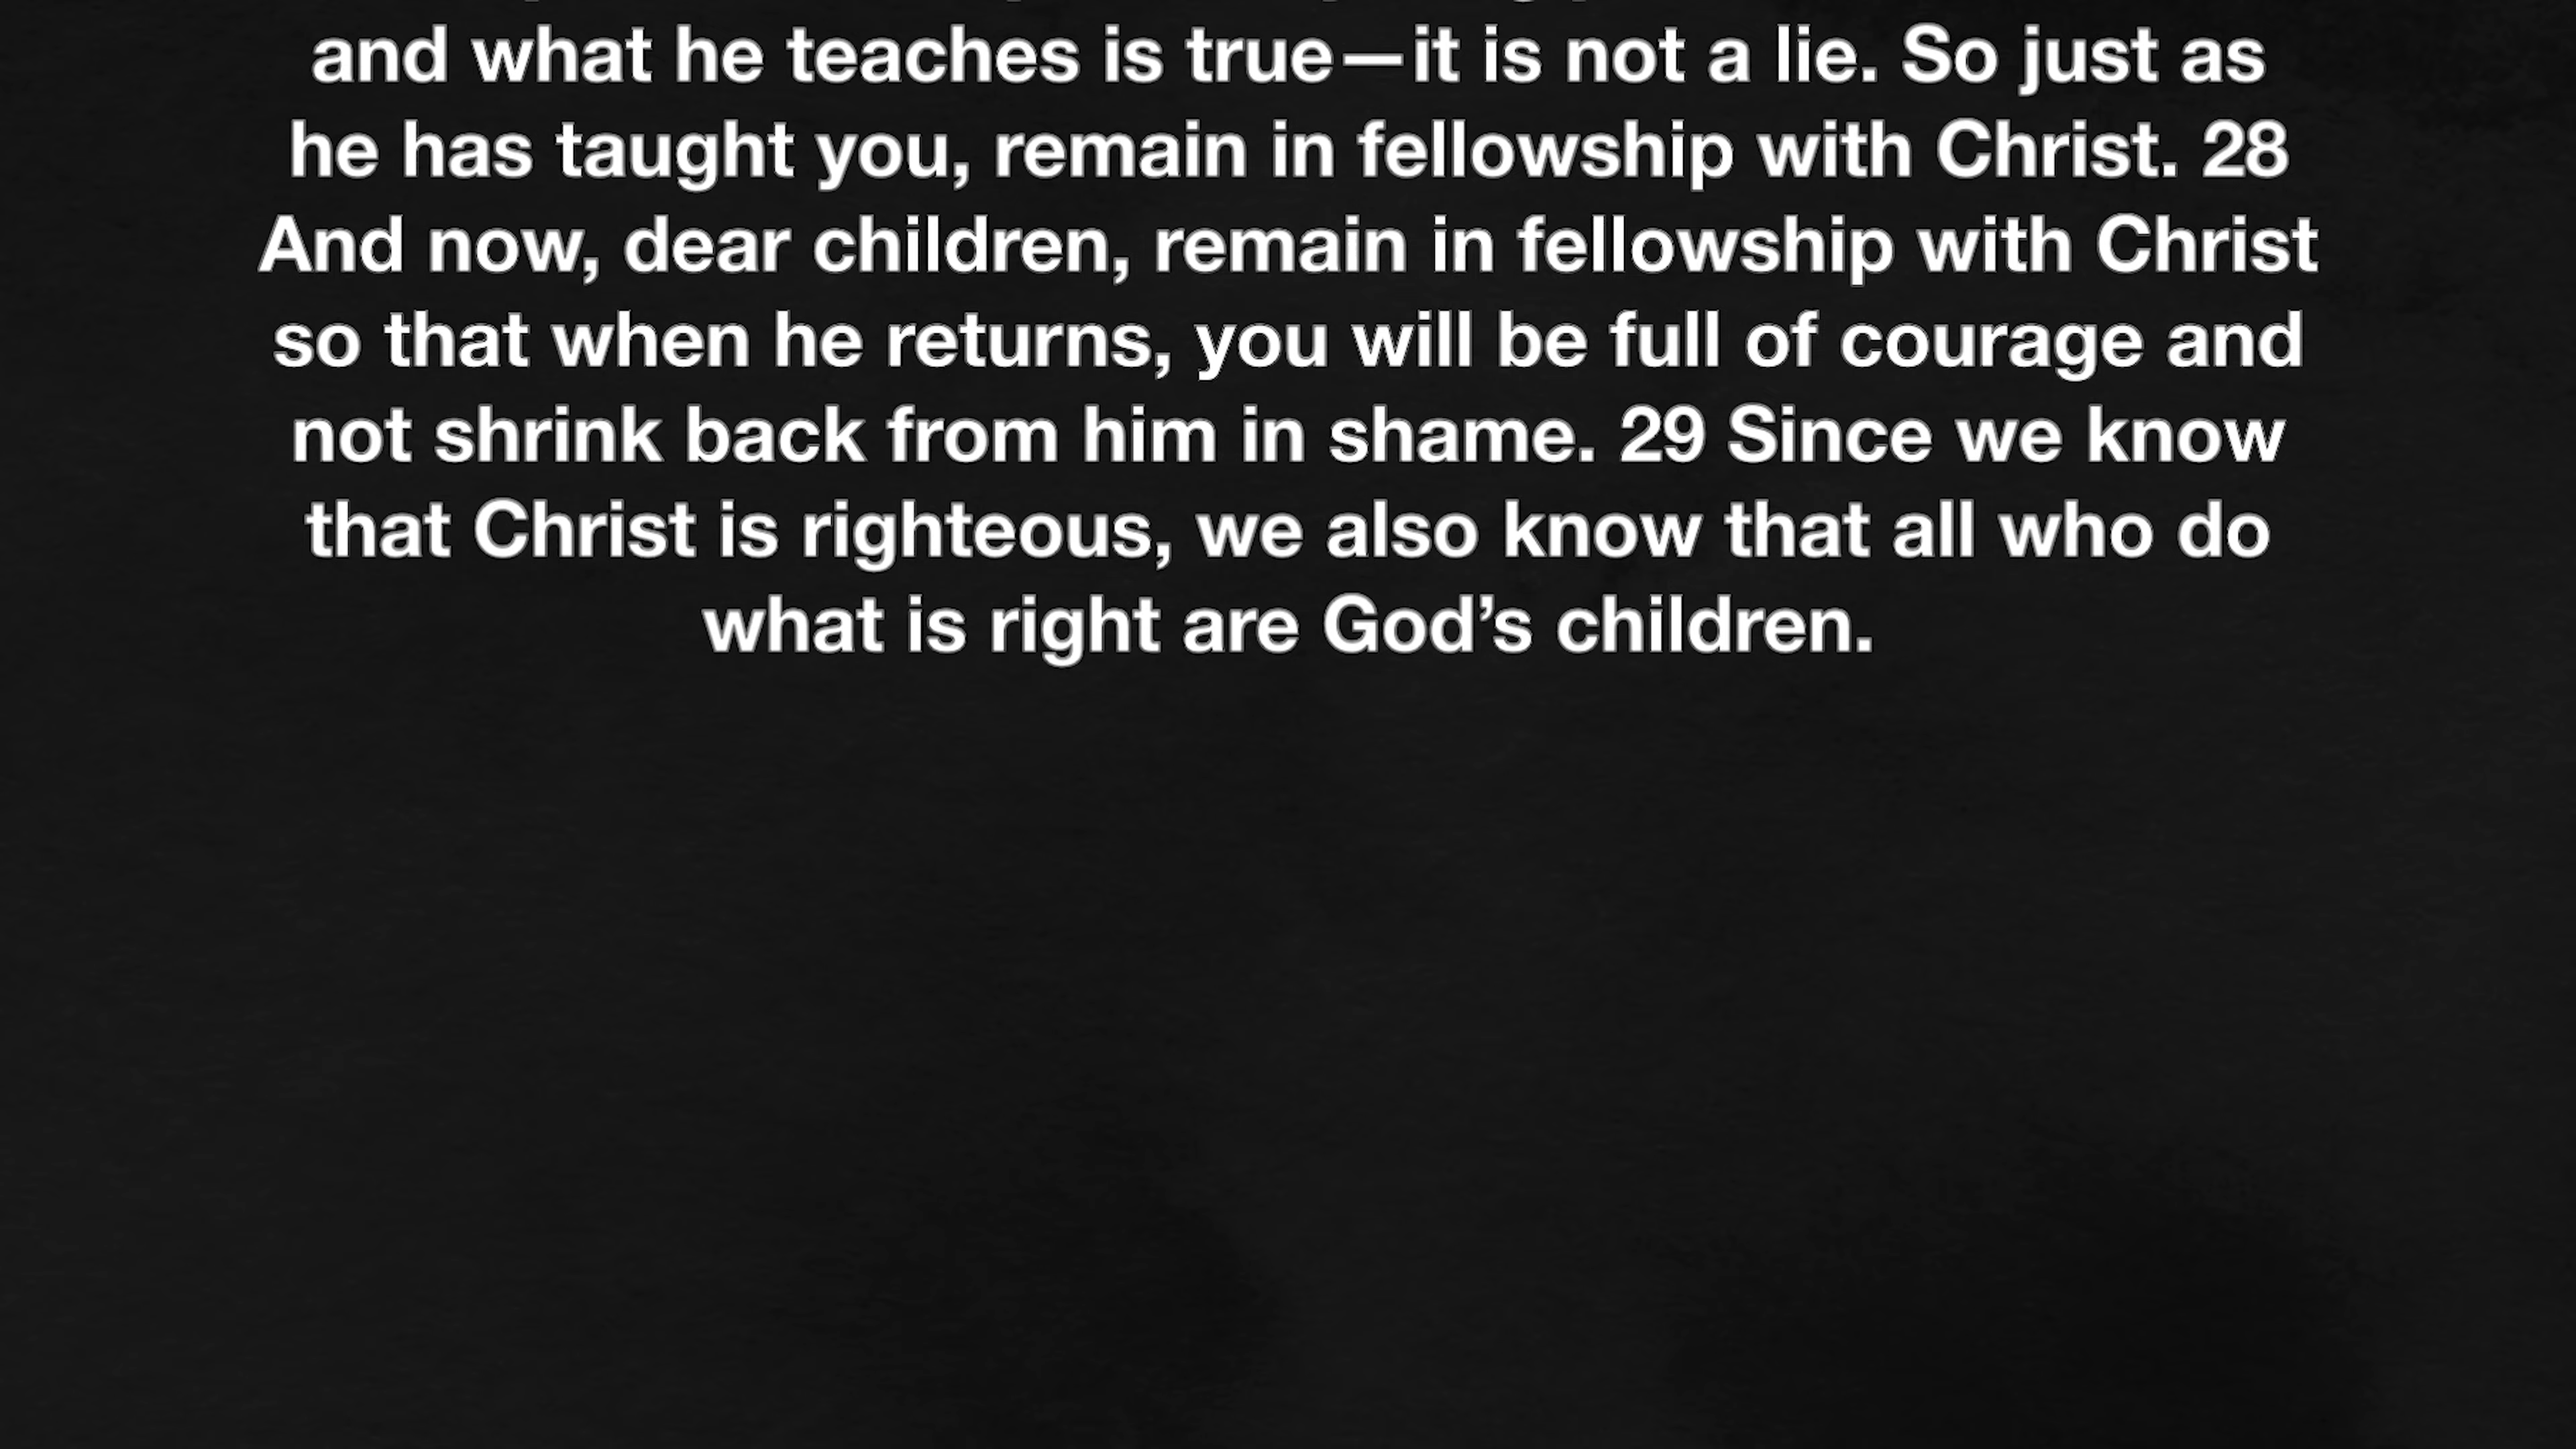 and what he teaches is true—it is not a lie. So just as
he has taught you, remain in fellowship with Christ. 28
And now, dear children, remain in fellowship with Christ
so that when he returns, you will be full of courage and
not shrink back from him in shame. 29 Since we know
that Christ is righteous, we also know that all who do
what is right are God’s children.